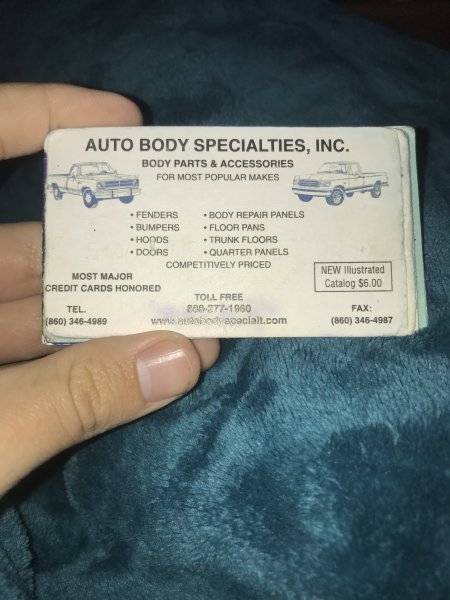 AUTO BODY SPECIALTIES, INC.
BODY PARTS & ACCESSORIES
FOR MOST POPULAR MAKES
• FENDERS
• BUMPERS
• HOODS
• DOORS
• BODY REPAIR PANELS
• FLOOR PANS
• TRUNK FLOORS
• QUARTER PANELS
COMPETITIVELY PRICED
MOST MAJOR
CREDIT CARDS HONORED
NEW Illustrated
Catalog $6.00
TEL.
(860) 346-4989
TOLL FREE
FAX:
(860) 346-4987